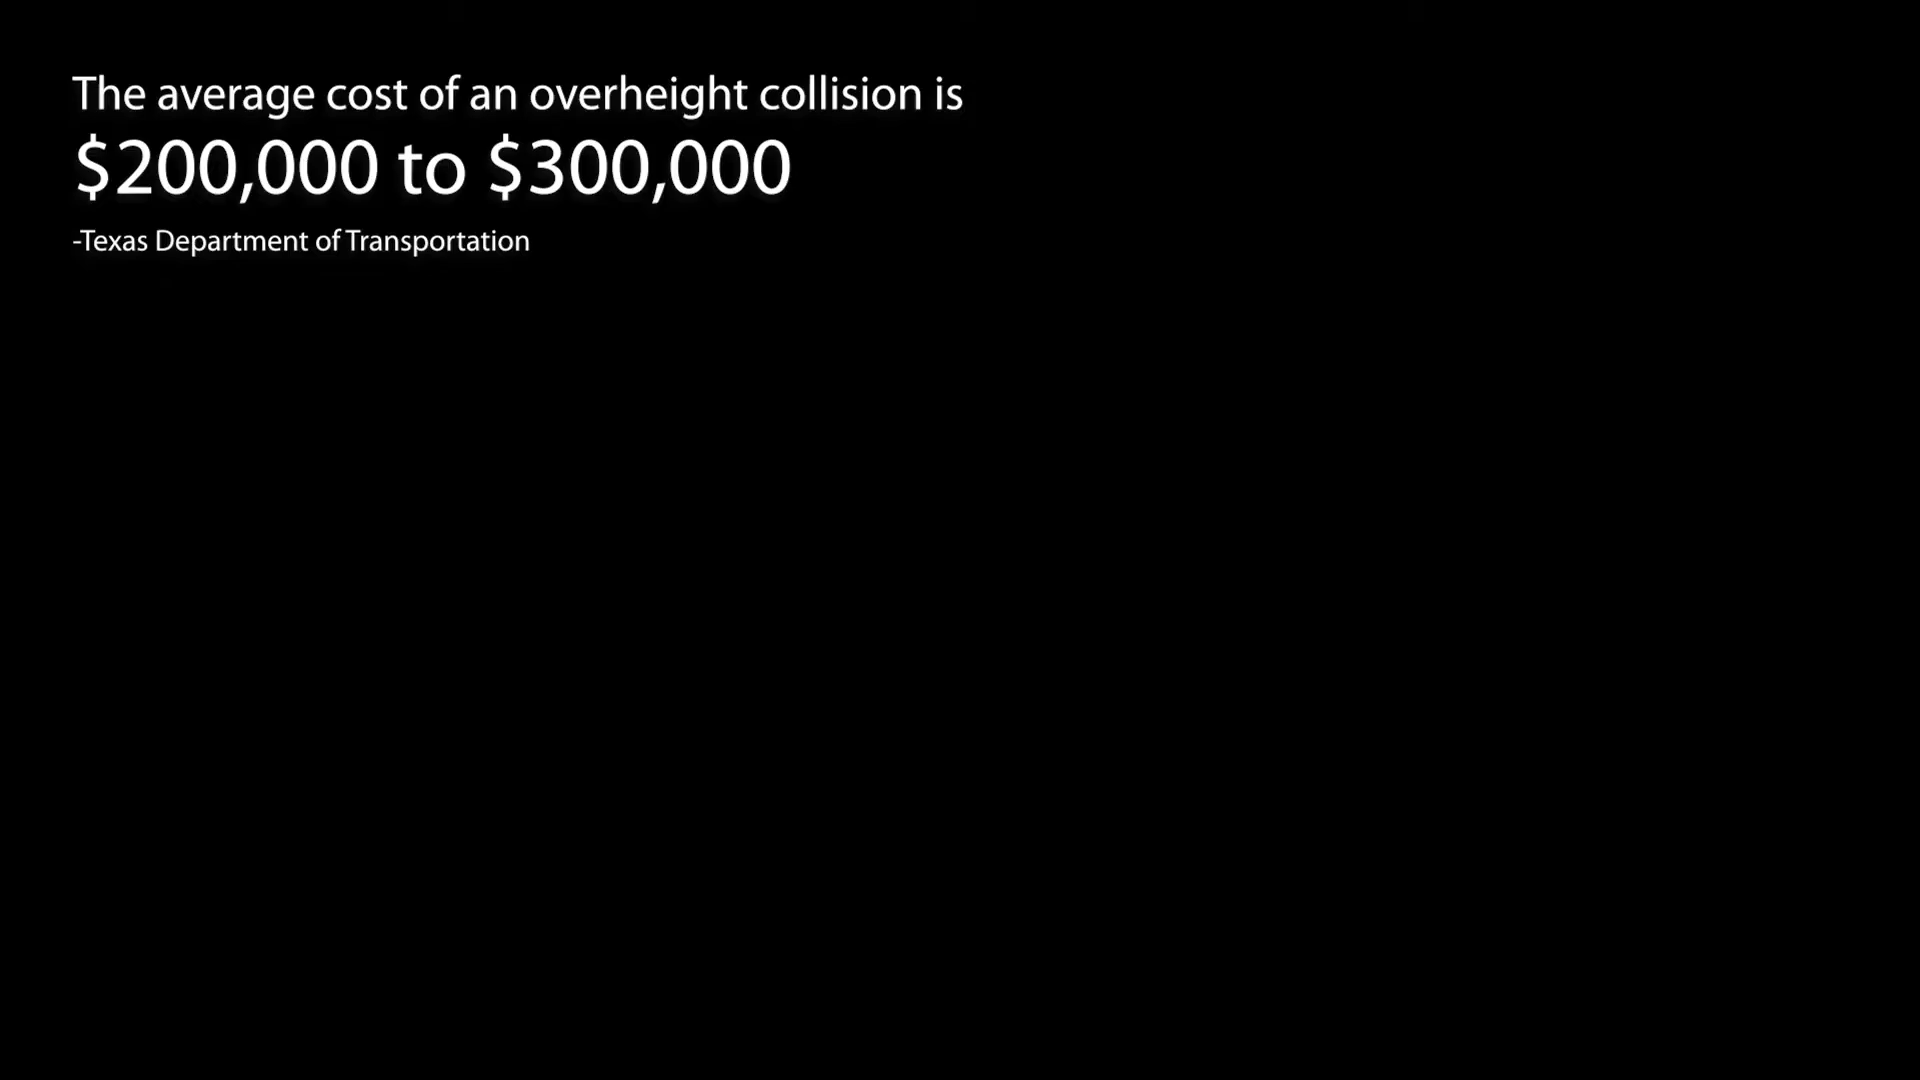 The average cost of an overheight collision is
$200,000 to $300,000
-Texas Department of Transportation